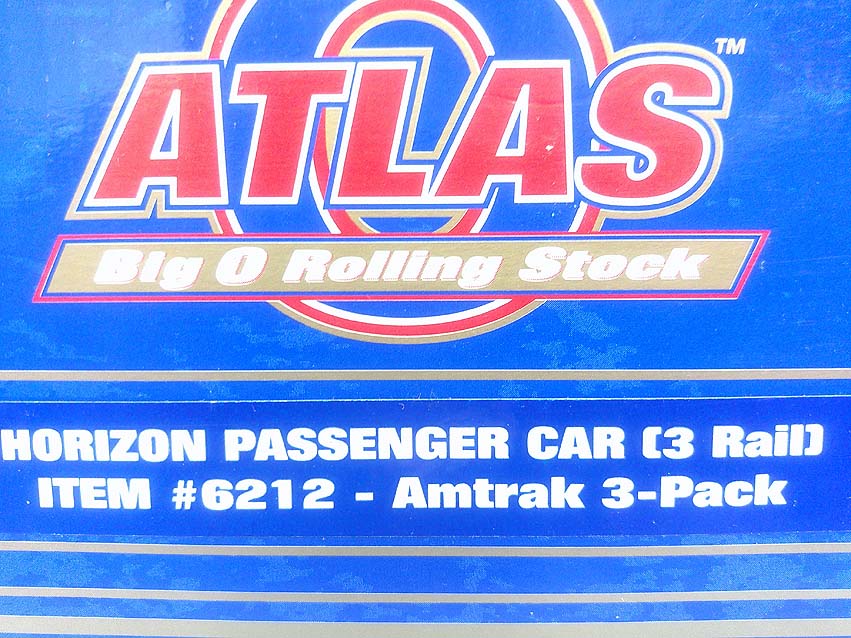 ATLAS™
Big O Rolling Stock
HORIZON PASSENGER CAR (3 Rail)
ITEM #6212 - Amtrak 3-Pack